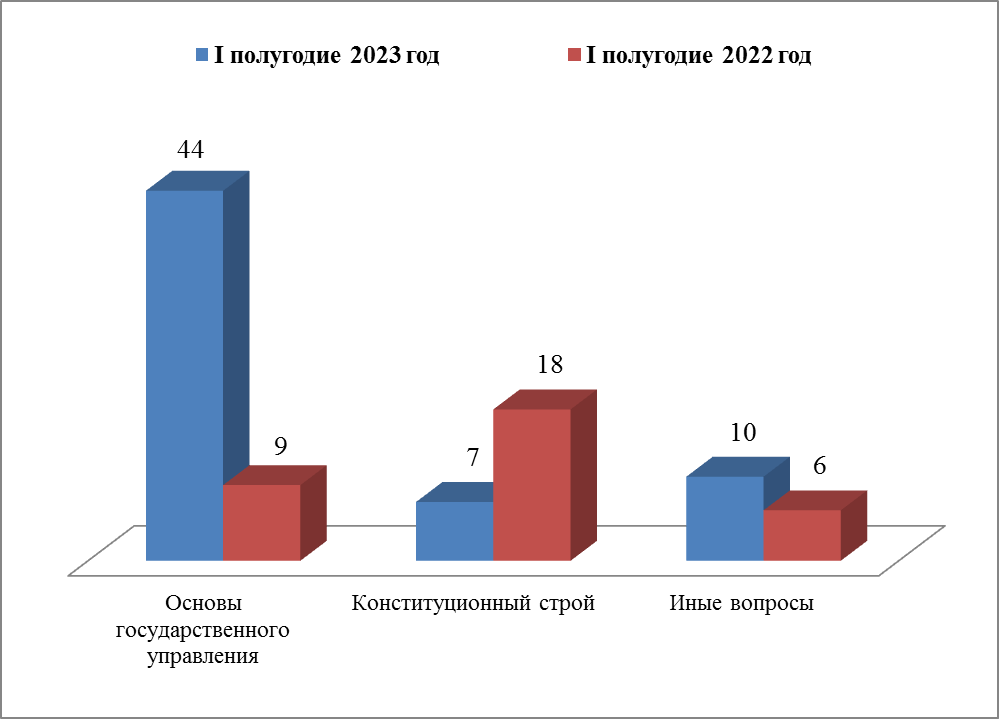 I полугодие 2023 год
I полугодие 2022 год
44
9
7
18
10
6
Основы
государственного
управления
Конституционный строй
Иные вопросы